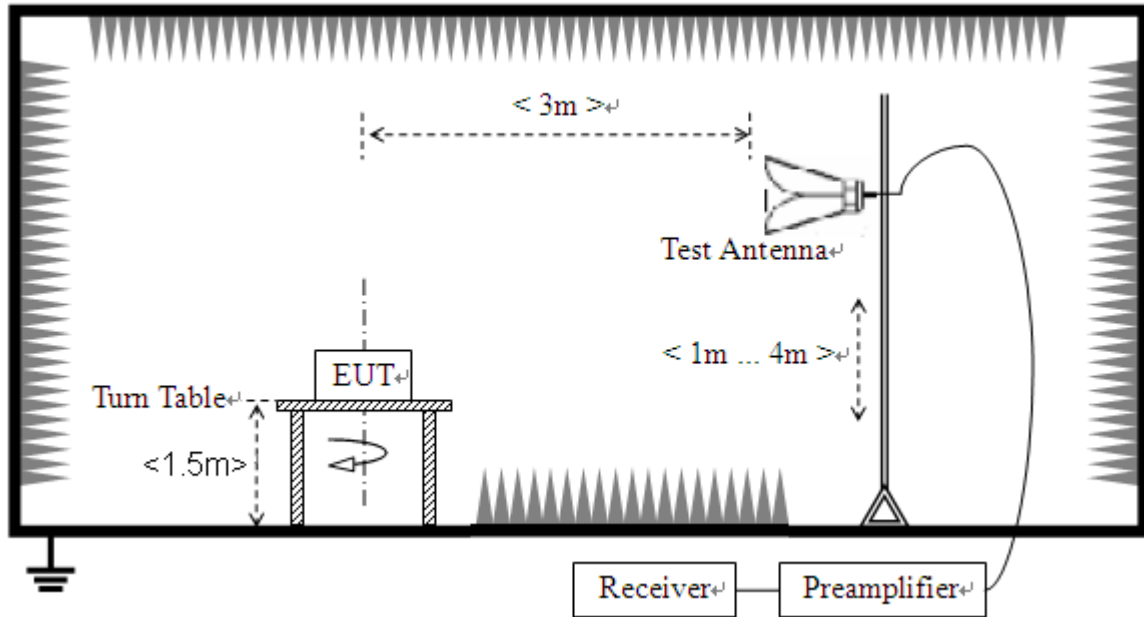 < 3m >↵
Test Antenna↵
< 1m ... 4m >↵
EUT↵
Turn Table↵
<1.5m>
Receiver↵
Preamplifier↵